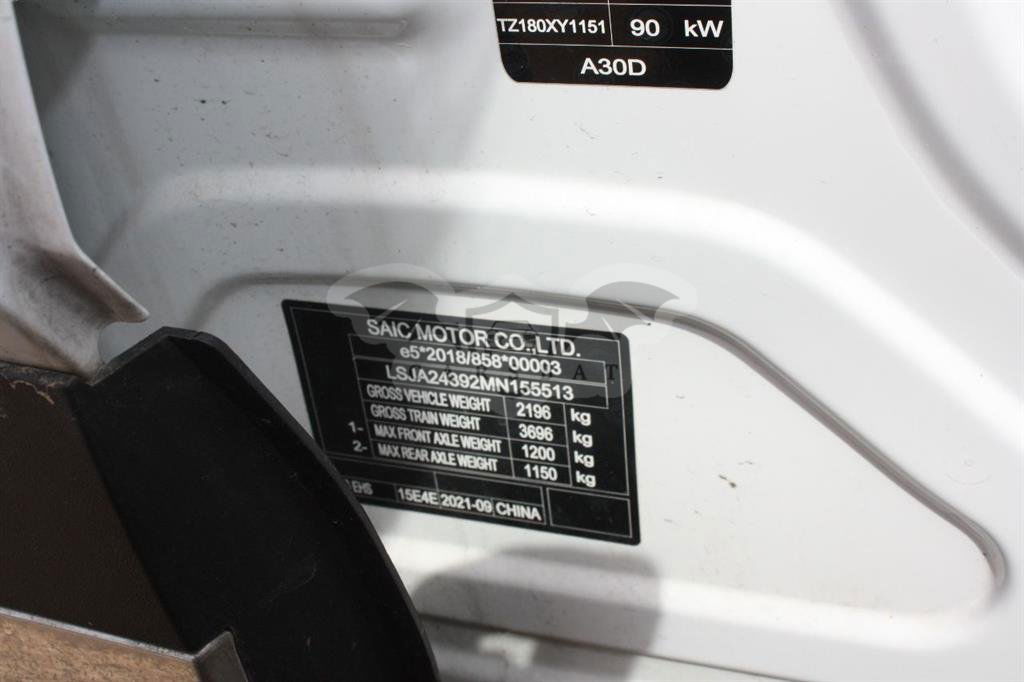 TZ180XY1151 90 kW
A30D
SAIC MOTOR CO.,LTD.
e5*2018/858*00003
LSJA24392MN155513
GROSS VEHICLE WEIGHT 2196 kg
GROSS TRAIN WEIGHT 3696 kg
1- MAX FRONT AXLE WEIGHT 1200 kg
2- MAX REAR AXLE WEIGHT 1150 kg
EHS 15E4E 2021-09 CHINA